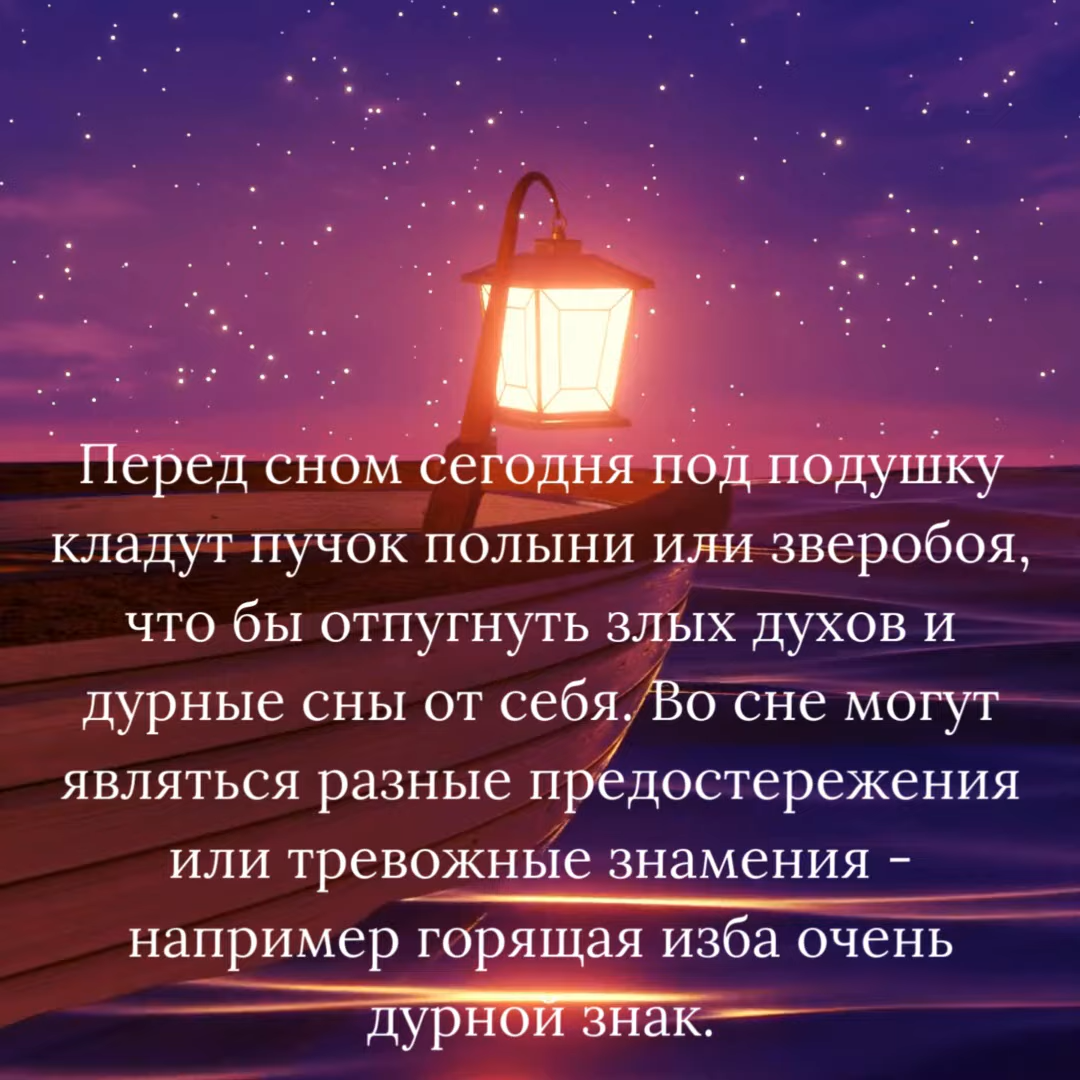 Перед сном сегодня под подушку
кладут пучок полыни или зверобоя,
что бы отпугнуть злых духов и
дурные сны от себя. Во сне могут
являться разные предостережения
или тревожные знамения -
например горящая изба очень
дурной знак.